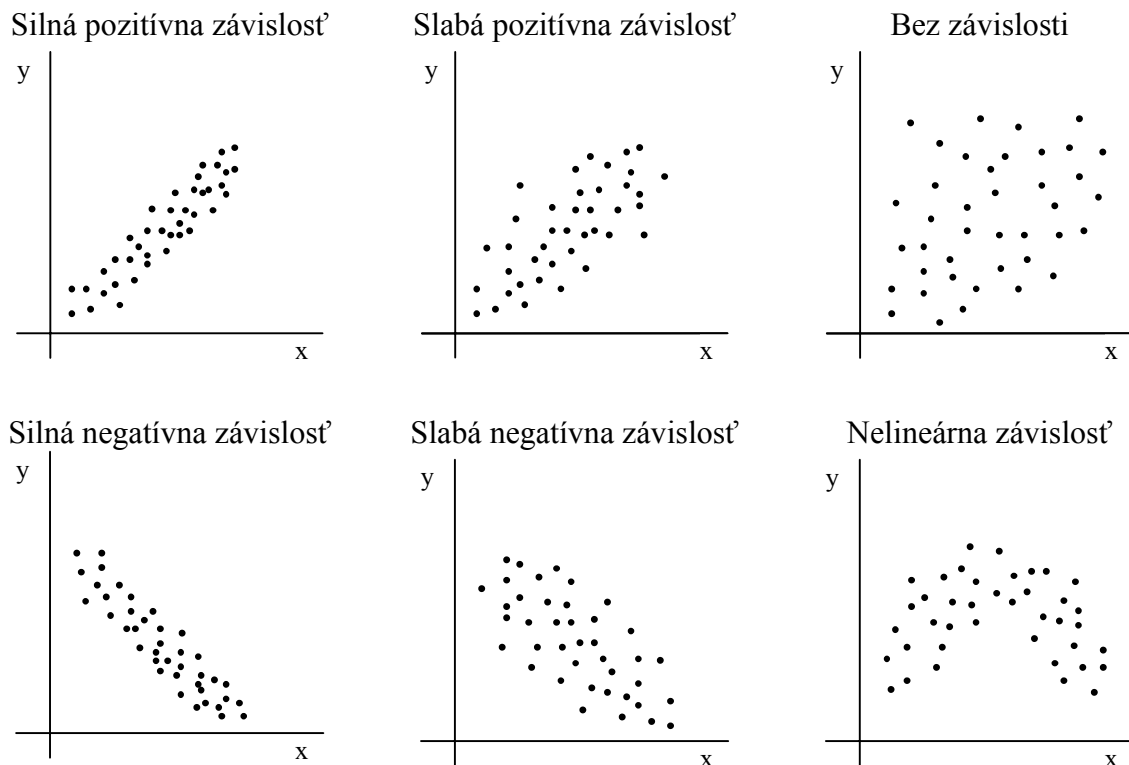 Silná pozitívna závislosť
Slabá pozitívna závislosť
Bez závislosti
y
y
y
x
x
x
Silná negatívna závislosť
Slabá negatívna závislosť
Nelineárna závislosť
y
y
y
x
x
x